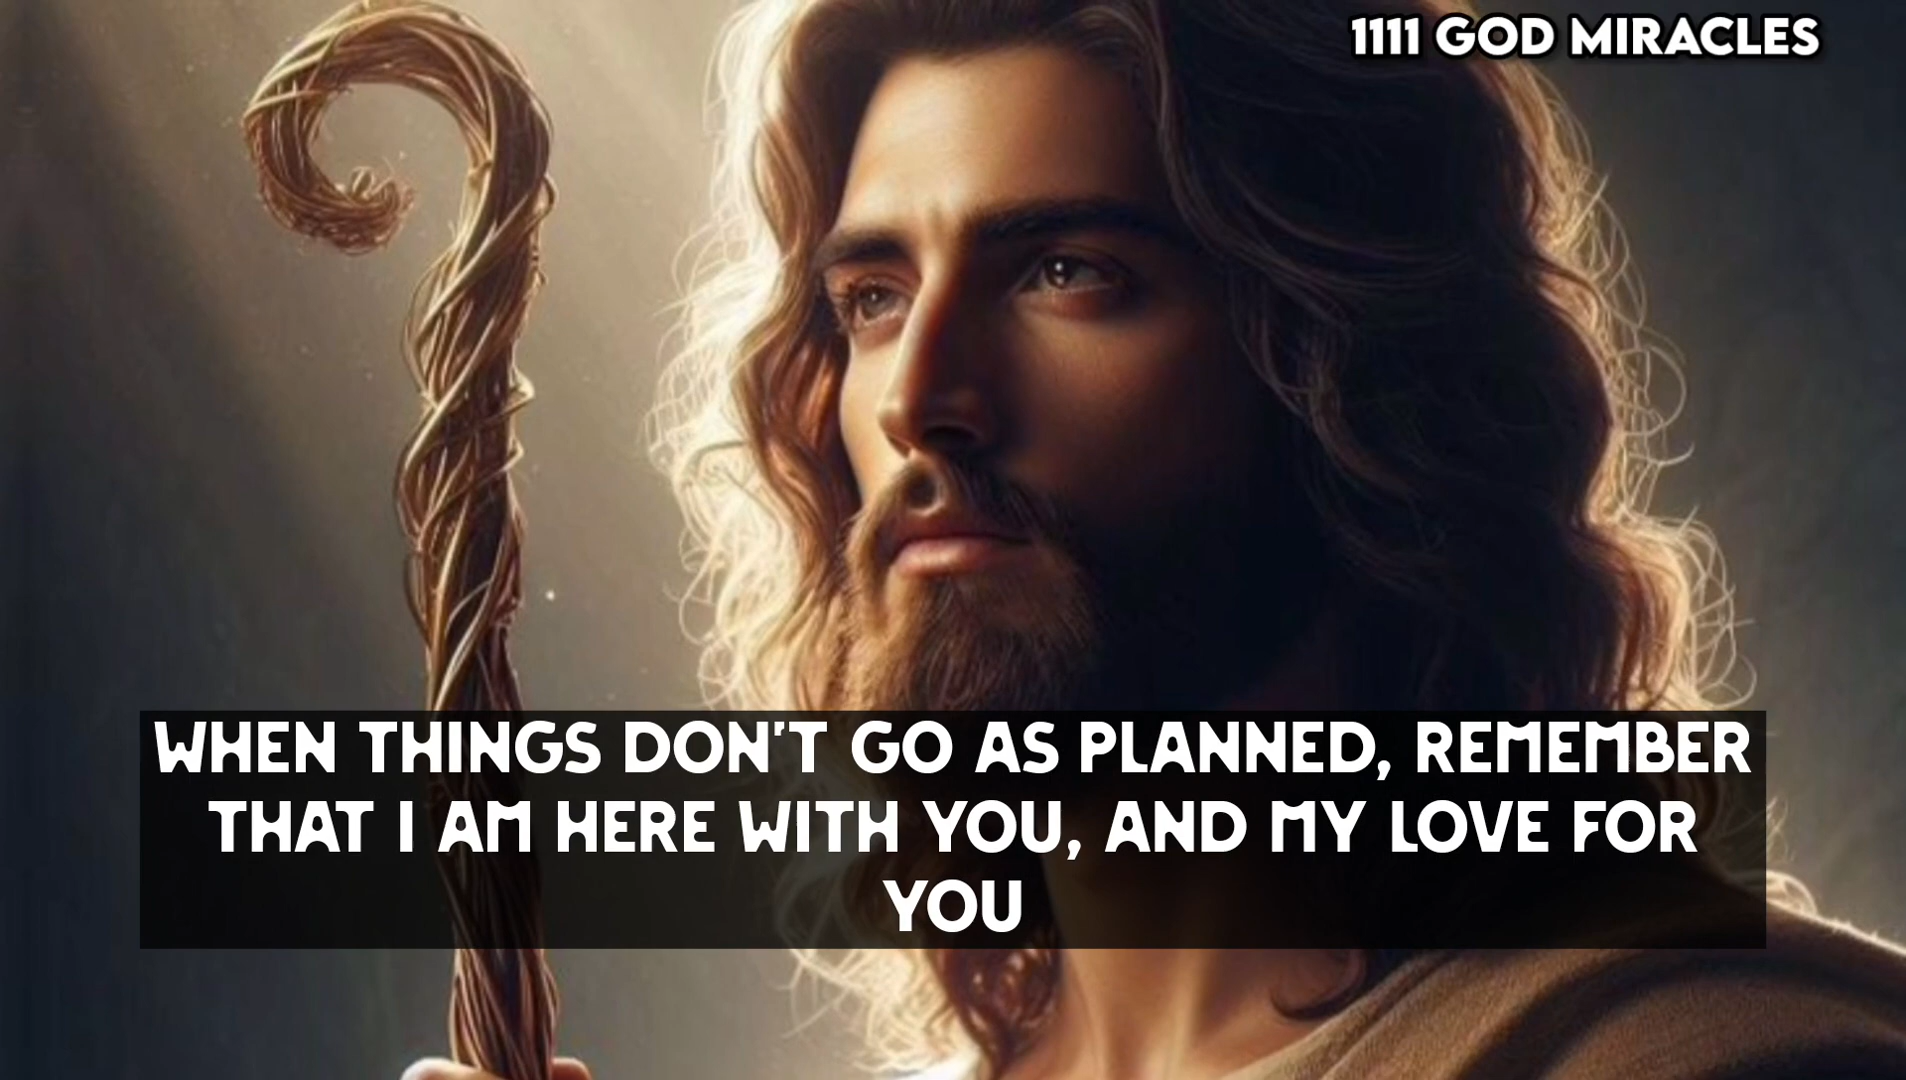 1111 GOD MIRACLES
WHEN THINGS DON'T GO AS PLANNED, REMEMBER
THAT I AM HERE WITH YOU, AND MY LOVE FOR
YOU